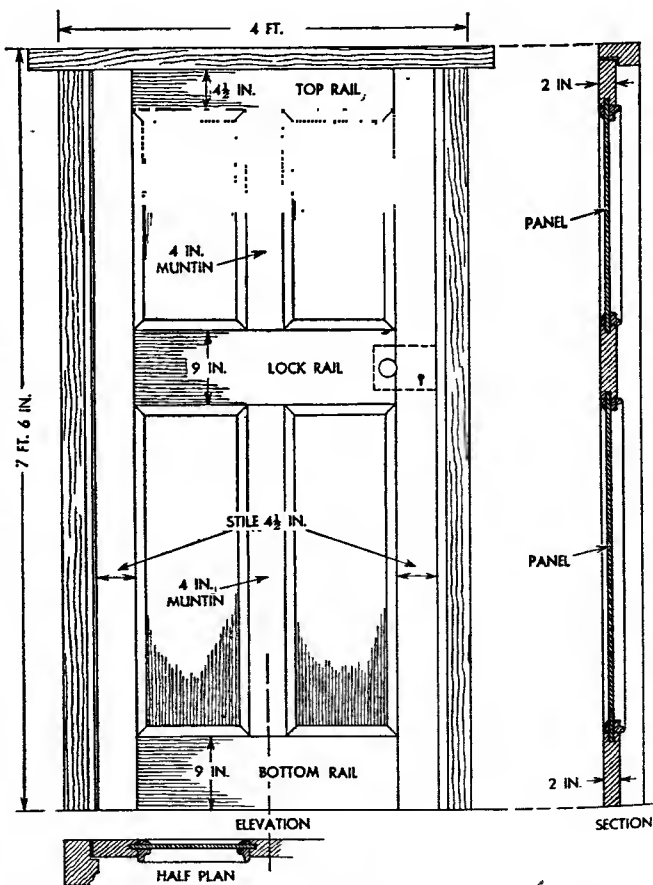 4 FT.
4½ IN.
TOP RAIL
2 IN.
PANEL
4 IN.
MUNTIN
9 IN.
LOCK RAIL
7 FT. 6 IN.
STILE 4½ IN.
PANEL
4 IN.
MUNTIN
9 IN.
BOTTOM RAIL
2 IN.
ELEVATION
SECTION
HALF PLAN